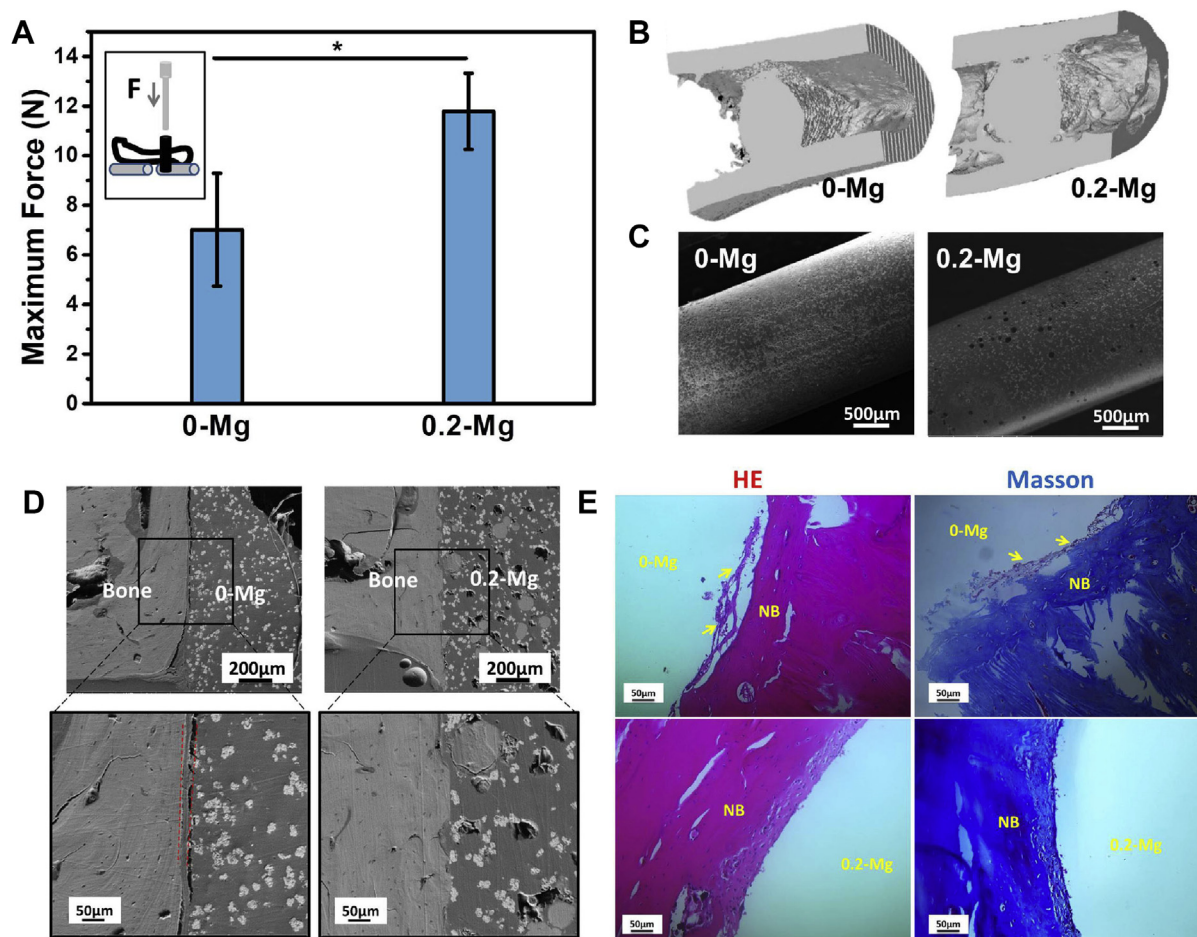 A
Maximum Force (N)
14
12
10
8
6
4
2
0
F
*
0-Mg
0.2-Mg
B
0-Mg
0.2-Mg
C
0-Mg
0.2-Mg
500μm
500μm
D
Bone
0-Mg
200μm
Bone
0.2-Mg
200μm
50μm
50μm
E
HE
Masson
0-Mg
NB
50μm
0-Mg
NB
50μm
NB
0.2-Mg
50μm
NB
0.2-Mg
50μm